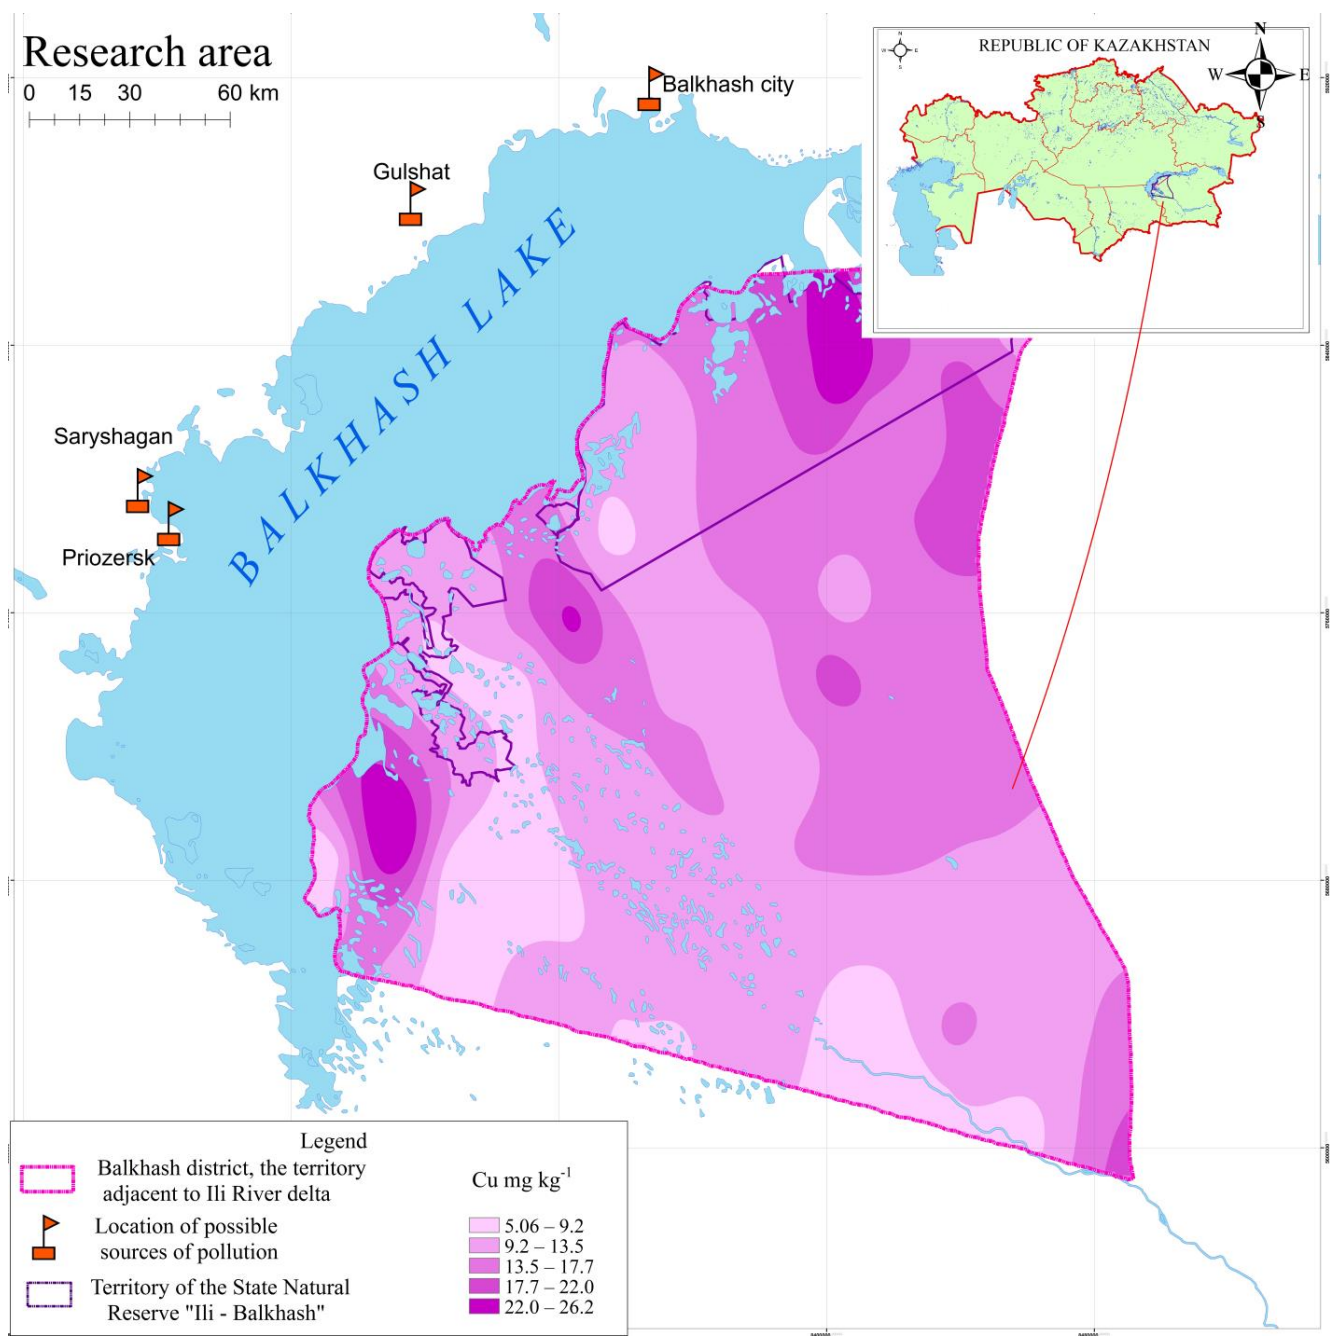 Research area
0 15 30 60 km
Balkhash city
Gulshat
BALKHASH LAKE
Saryshagan
Priozersk
REPUBLIC OF KAZAKHSTAN
N
W E
S
N
W E
S
Legend
Balkhash district, the territory
adjacent to Ili River delta
Location of possible
sources of pollution
Territory of the State Natural
Reserve "Ili - Balkhash"
Cu mg kg-1
5.06 – 9.2
9.2 – 13.5
13.5 – 17.7
17.7 – 22.0
22.0 – 26.2